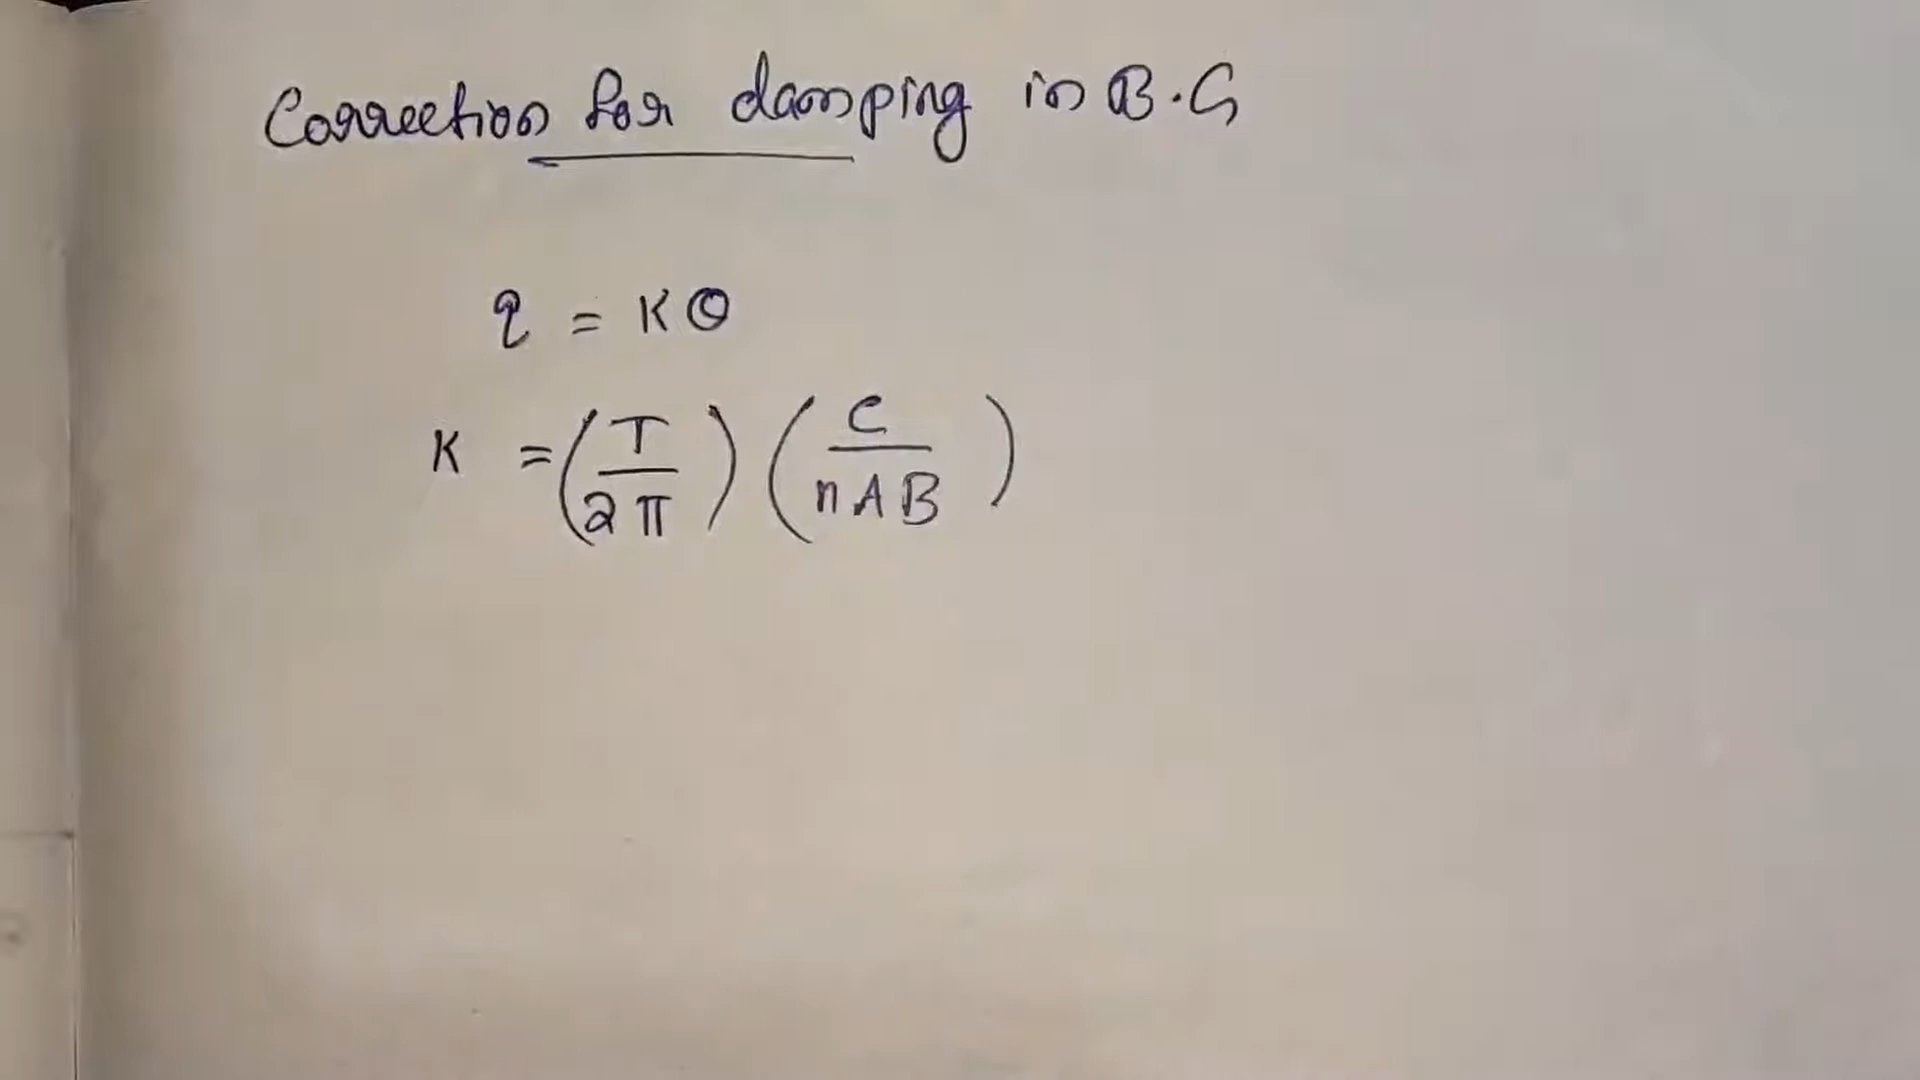 Correction for damping in B.G
q = Kθ
K = (T/2π) (C/nAB)